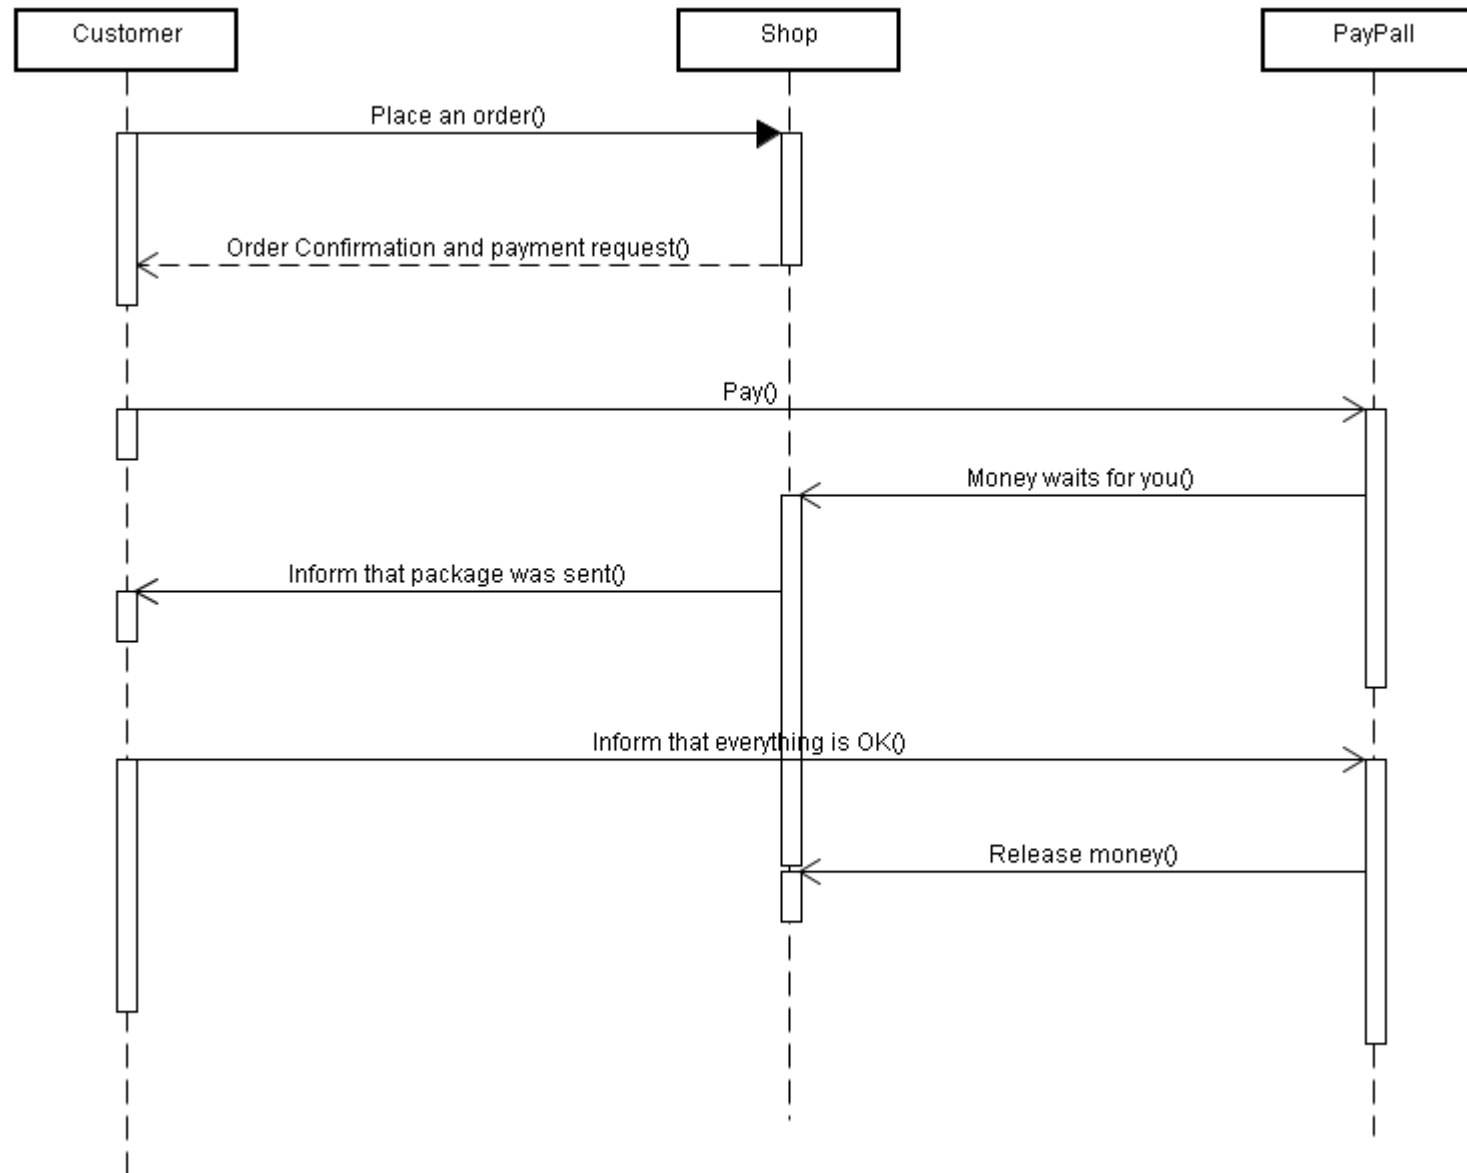 Customer
Shop
PayPall
Place an order()
Order Confirmation and payment request()
Pay()
Money waits for you()
Inform that package was sent()
Inform that everything is OK()
Release money()